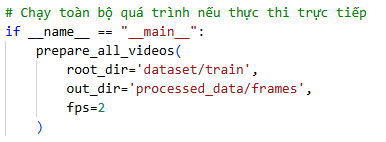 # Chạy toàn bộ quá trình nếu thực thi trực tiếp
if __name__ == "__main__":
    prepare_all_videos(
        root_dir='dataset/train',
        out_dir='processed_data/frames',
        fps=2
    )